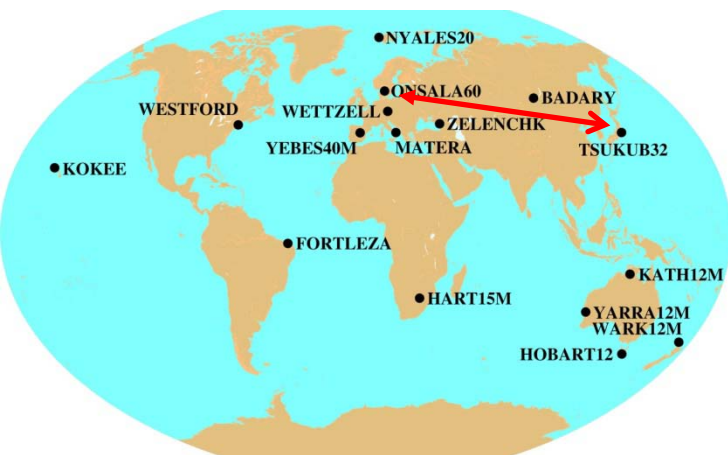 NYALES20
ONSALA60
BADARY
WESTFORD
WETTZELL
ZELENCHK
YEBES40M
MATERA
TSUKUB32
KOKEE
FORTLEZA
KATH12M
HART15M
YARRA12M
WARK12M
HOBART12